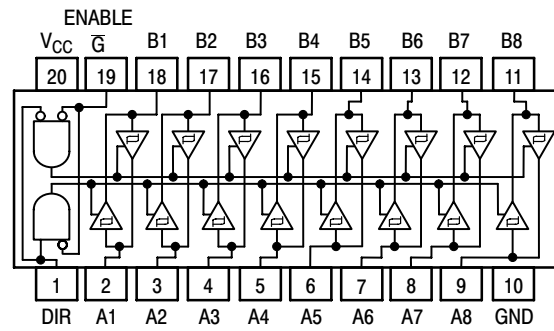 ENABLE
VCC G̅ B1 B2 B3 B4 B5 B6 B7 B8
20 19 18 17 16 15 14 13 12 11
1 2 3 4 5 6 7 8 9 10
DIR A1 A2 A3 A4 A5 A6 A7 A8 GND